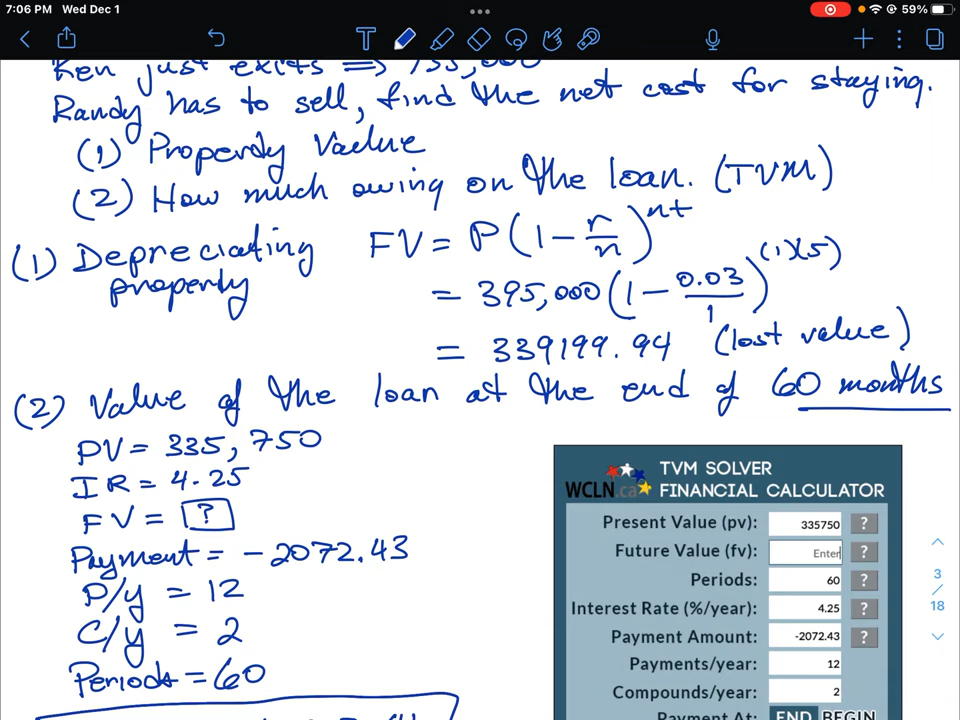 7:06 PM Wed Dec 1
59%
Ken just exits => 755,000
Randy has to sell, find the net cost for staying.
(1) Property Value
(2) How much owing on the loan. (TVM)
(1) Depreciating property
FV = P(1 - r/n)^nt
= 395,000(1 - 0.03/1)^(1)(5)
= 339199.94 (lost value)
(2) Value of the loan at the end of 60 months
PV = 335,750
IR = 4.25
FV = ?
Payment = -2072.43
P/y = 12
C/y = 2
Periods = 60
TVM SOLVER
WCLN.ca FINANCIAL CALCULATOR
Present Value (pv): 335750 ?
Future Value (fv): Enter ?
Periods: 60 ?
Interest Rate (%/year): 4.25 ?
Payment Amount: -2072.43 ?
Payments/year: 12
Compounds/year: 2
Payment At: END BEGIN
3
/
18